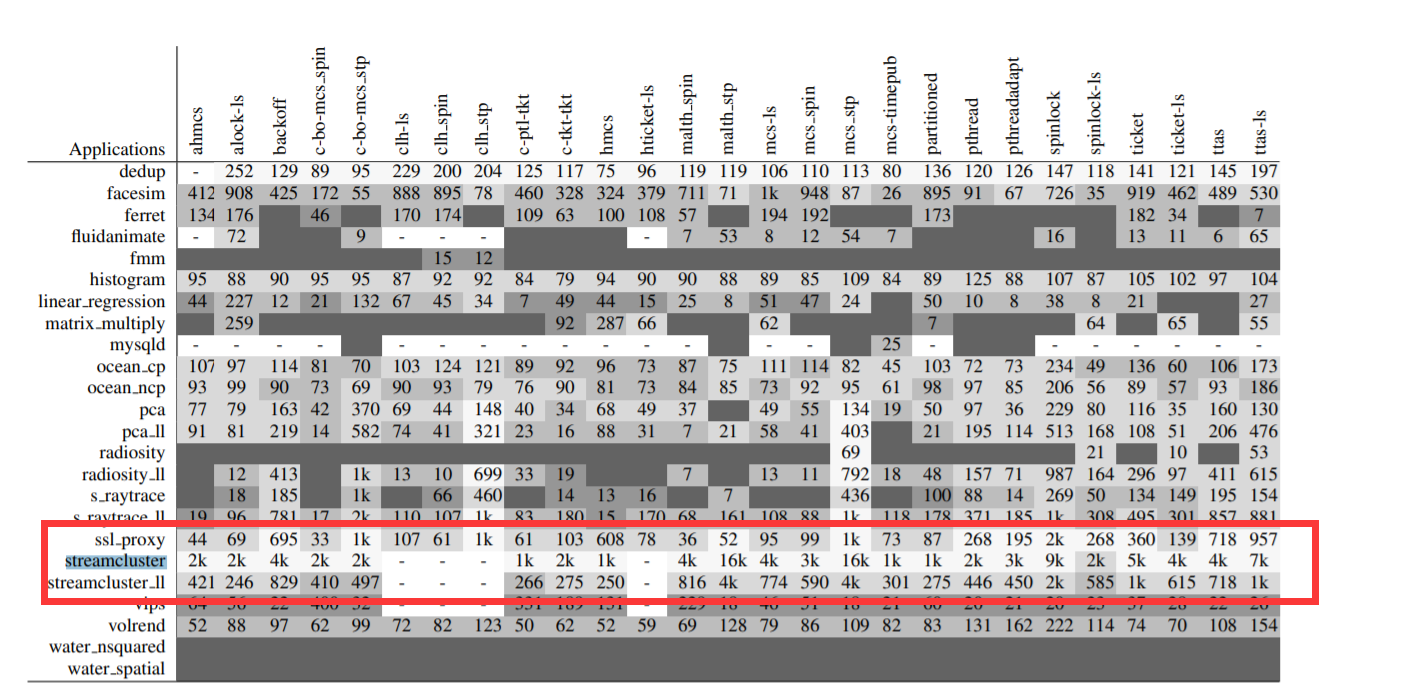 Applications ahmcs alock-ls backoff c-bo-mcs_spin c-bo-mcs_stp clh-ls clh_spin clh_stp c-ptl-tkt c-tkt-tkt hmcs hticket-ls malth_spin malth_stp mcs-ls mcs_spin mcs_stp mcs-timepub partitioned pthread pthreadadapt spinlock spinlock-ls ticket ticket-ls ttas ttas-ls
dedup - 252 129 89 95 229 200 204 125 117 75 96 119 119 106 110 113 80 136 120 126 147 118 141 121 145 197
facesim 412 908 425 172 55 888 895 78 460 328 324 379 711 71 1k 948 87 26 895 91 67 726 35 919 462 489 530
ferret 134 176 46 170 174 109 63 100 108 57 194 192 173 182 34 7
fluidanimate - 72 9 - - - - 7 53 8 12 54 7 16 13 11 6 65
fmm 15 12
histogram 95 88 90 95 95 87 92 92 84 79 94 90 90 88 89 85 109 84 89 125 88 107 87 105 102 97 104
linear_regression 44 227 12 21 132 67 45 34 7 49 44 15 25 8 51 47 24 50 10 8 38 8 21 27
matrix_multiply 259 92 287 66 62 7 64 65 55
mysqld - - - - - - - - - - - - - - - 25 - - - - - - -
ocean_cp 107 97 114 81 70 103 124 121 89 92 96 73 87 75 111 114 82 45 103 72 73 234 49 136 60 106 173
ocean_ncp 93 99 90 73 69 90 93 79 76 90 81 73 84 85 73 92 95 61 98 97 85 206 56 89 57 93 186
pca 77 79 163 42 370 69 44 148 40 34 68 49 37 49 55 134 19 50 97 36 229 80 116 35 160 130
pca_ll 91 81 219 14 582 74 41 321 23 16 88 31 7 21 58 41 403 21 195 114 513 168 108 51 206 476
radiosity 69 21 10 53
radiosity_ll 12 413 1k 13 10 699 33 19 7 13 11 792 18 48 157 71 987 164 296 97 411 615
s_raytrace 18 185 1k 66 460 14 13 16 7 436 100 88 14 269 50 134 149 195 154
s_raytrace_ll 19 96 781 17 2k 110 107 1k 83 180 15 170 68 161 108 88 1k 118 178 371 185 1k 308 495 301 857 881
ssl_proxy 44 69 695 33 1k 107 61 1k 61 103 608 78 36 52 95 99 1k 73 87 268 195 2k 268 360 139 718 957
streamcluster 2k 2k 4k 2k 2k - - - 1k 2k 1k - 4k 16k 4k 3k 16k 1k 1k 2k 3k 9k 2k 5k 4k 4k 7k
streamcluster_ll 421 246 829 410 497 - - - 266 275 250 - 816 4k 774 590 4k 301 275 446 450 2k 585 1k 615 718 1k
vips - - - -
volrend 52 88 97 62 99 72 82 123 50 62 52 59 69 128 79 86 109 82 83 131 162 222 114 74 70 108 154
water_nsquared
water_spatial